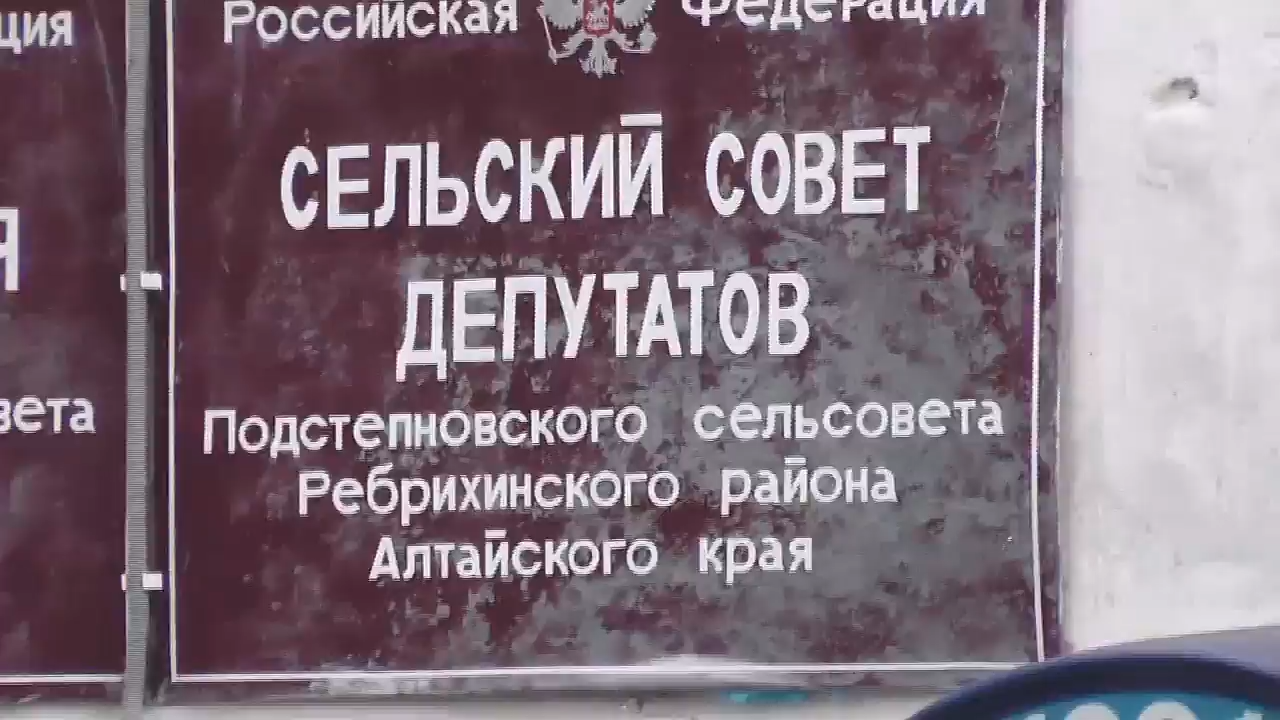 Российская Федерация
СЕЛЬСКИЙ СОВЕТ
ДЕПУТАТОВ
Подстепновского сельсовета
Ребрихинского района
Алтайского края